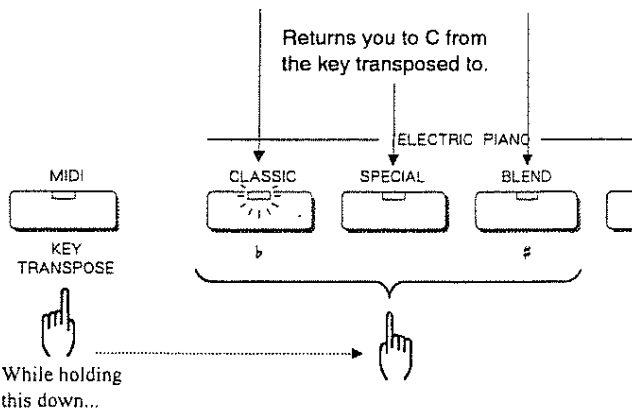 Returns you to C from
the key transposed to.
ELECTRIC PIANO
MIDI
CLASSIC
SPECIAL
BLEND
KEY
TRANSPOSE
♭
♯
While holding
this down...